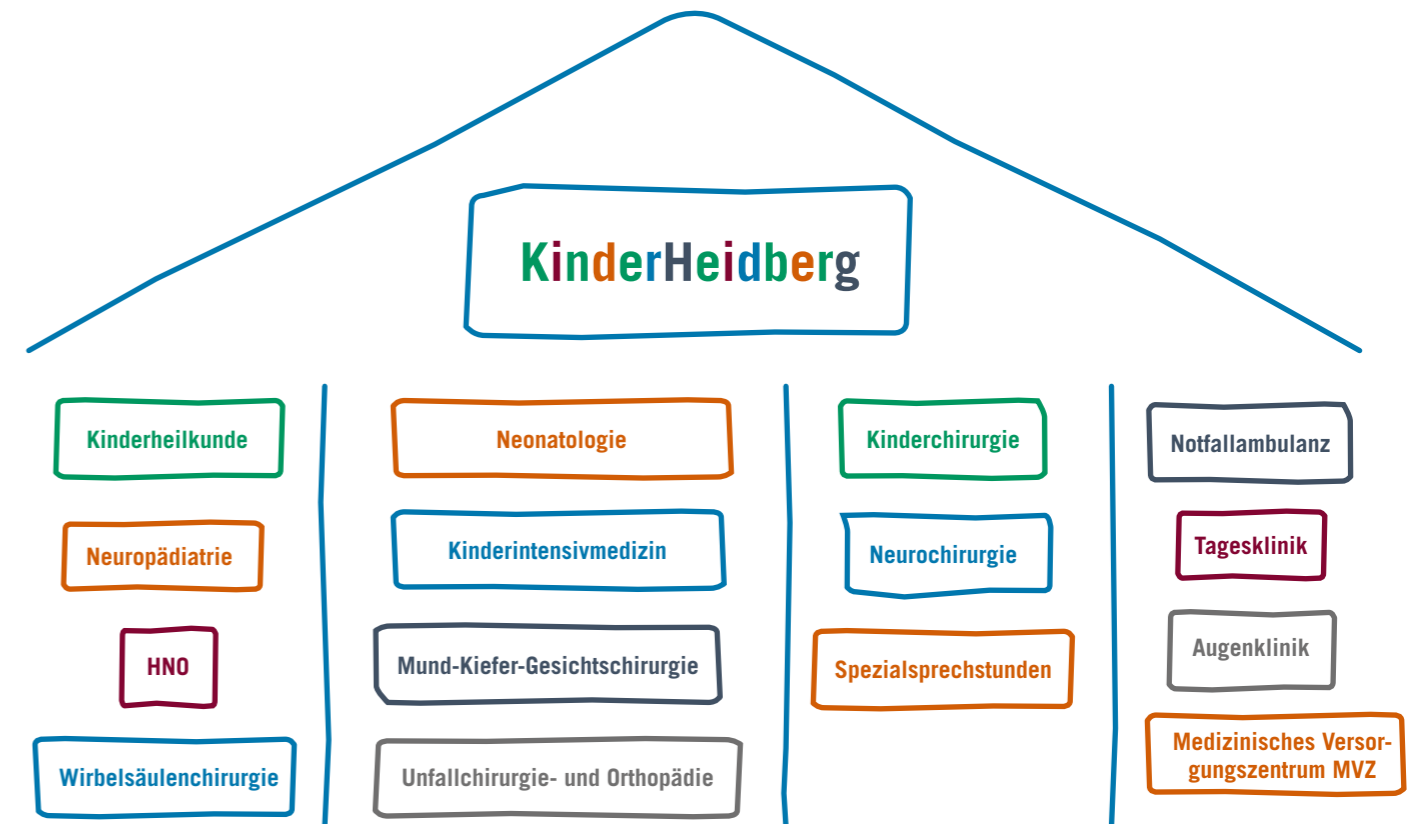 KinderHeidberg
Kinderheilkunde
Neuropädiatrie
HNO
Wirbelsäulenchirurgie
Neonatologie
Kinderintensivmedizin
Mund-Kiefer-Gesichtschirurgie
Unfallchirurgie- und Orthopädie
Kinderchirurgie
Neurochirurgie
Spezialsprechstunden
Notfallambulanz
Tagesklinik
Augenklinik
Medizinisches Versor-
gungszentrum MVZ